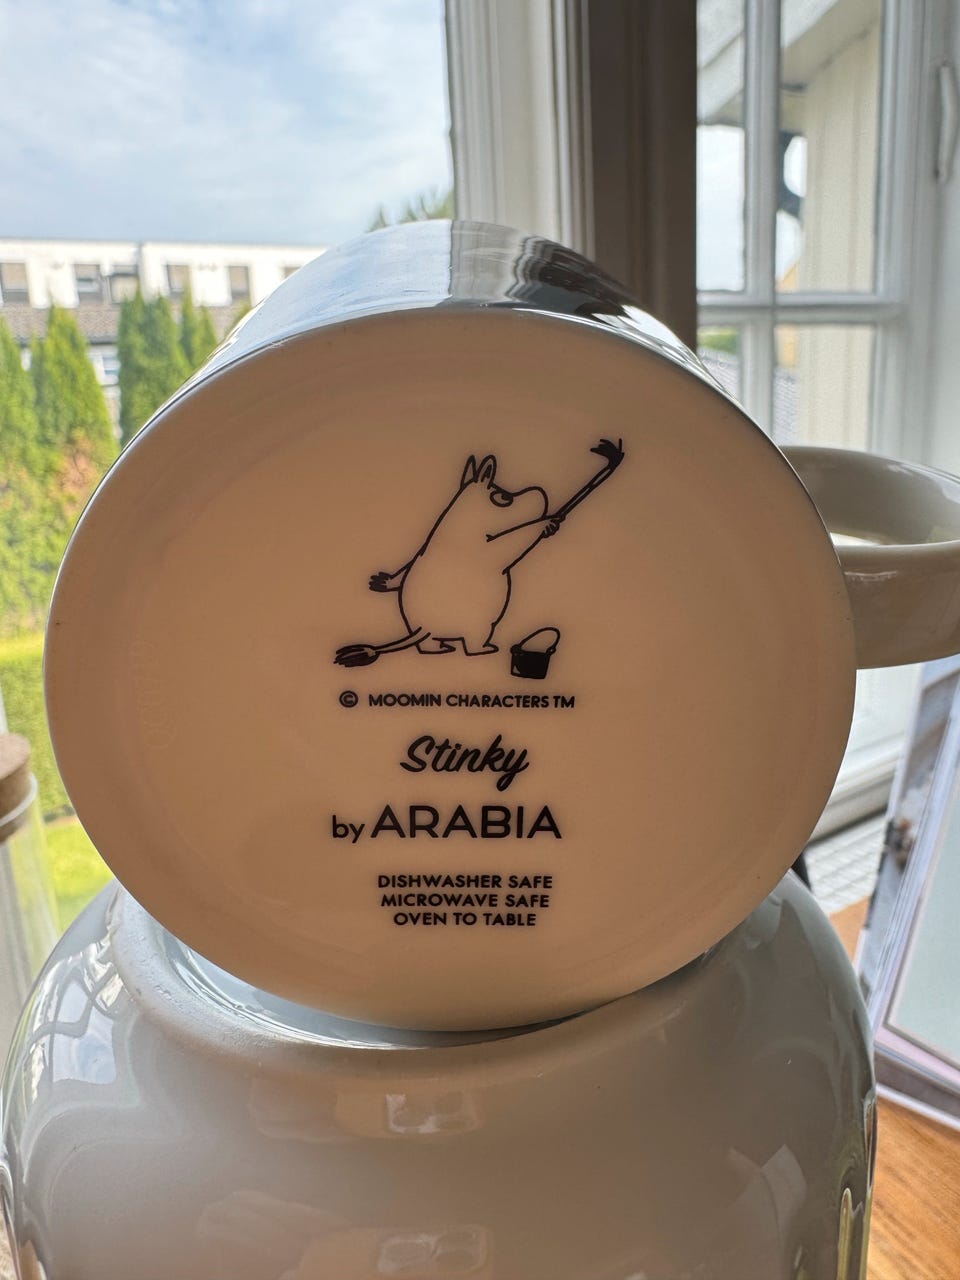 © MOOMIN CHARACTERS TM
Stinky
by ARABIA
DISHWASHER SAFE
MICROWAVE SAFE
OVEN TO TABLE